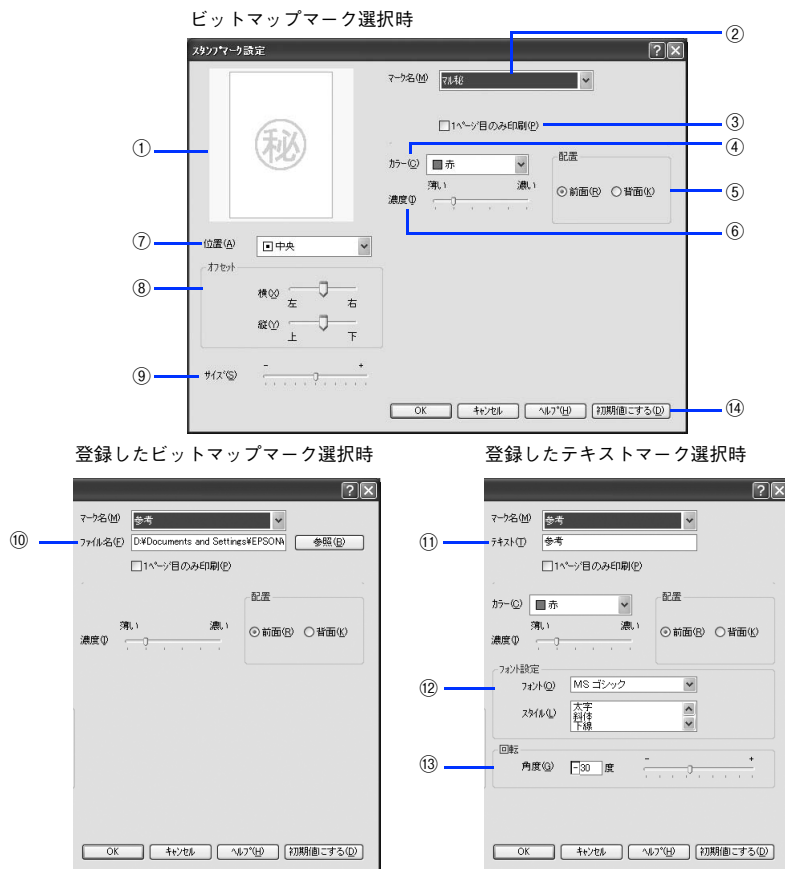 ビットマップマーク選択時
②
スタンプマーク設定
マーク名(M) マル秘
秘
□1ページ目のみ印刷(P)
③
①
④
カラー(C) 赤
配置
薄い 濃い
◉前面(R) ○背面(K)
⑤
濃度(I)
⑥
⑦
位置(A) 中央
オフセット
⑧
横(X)
左 右
縦(Y)
上 下
⑨
サイズ(S)
- +
OK キャンセル ヘルプ(H) 初期値にする(D)
⑭
登録したビットマップマーク選択時
マーク名(M) 参考
⑩
ファイル名(F) D:¥Documents and Settings¥EPSON¥ 参照(B)
□1ページ目のみ印刷(P)
配置
薄い 濃い
濃度(I)
◉前面(R) ○背面(K)
OK キャンセル ヘルプ(H) 初期値にする(D)
登録したテキストマーク選択時
マーク名(M) 参考
⑪
テキスト(T) 参考
□1ページ目のみ印刷(P)
カラー(C) 赤
配置
薄い 濃い
濃度(I)
◉前面(R) ○背面(K)
フォント設定
⑫
フォント(O) MS ゴシック
スタイル(L) 太字
斜体
下線
回転
⑬
角度(G) -30 度
- +
OK キャンセル ヘルプ(H) 初期値にする(D)